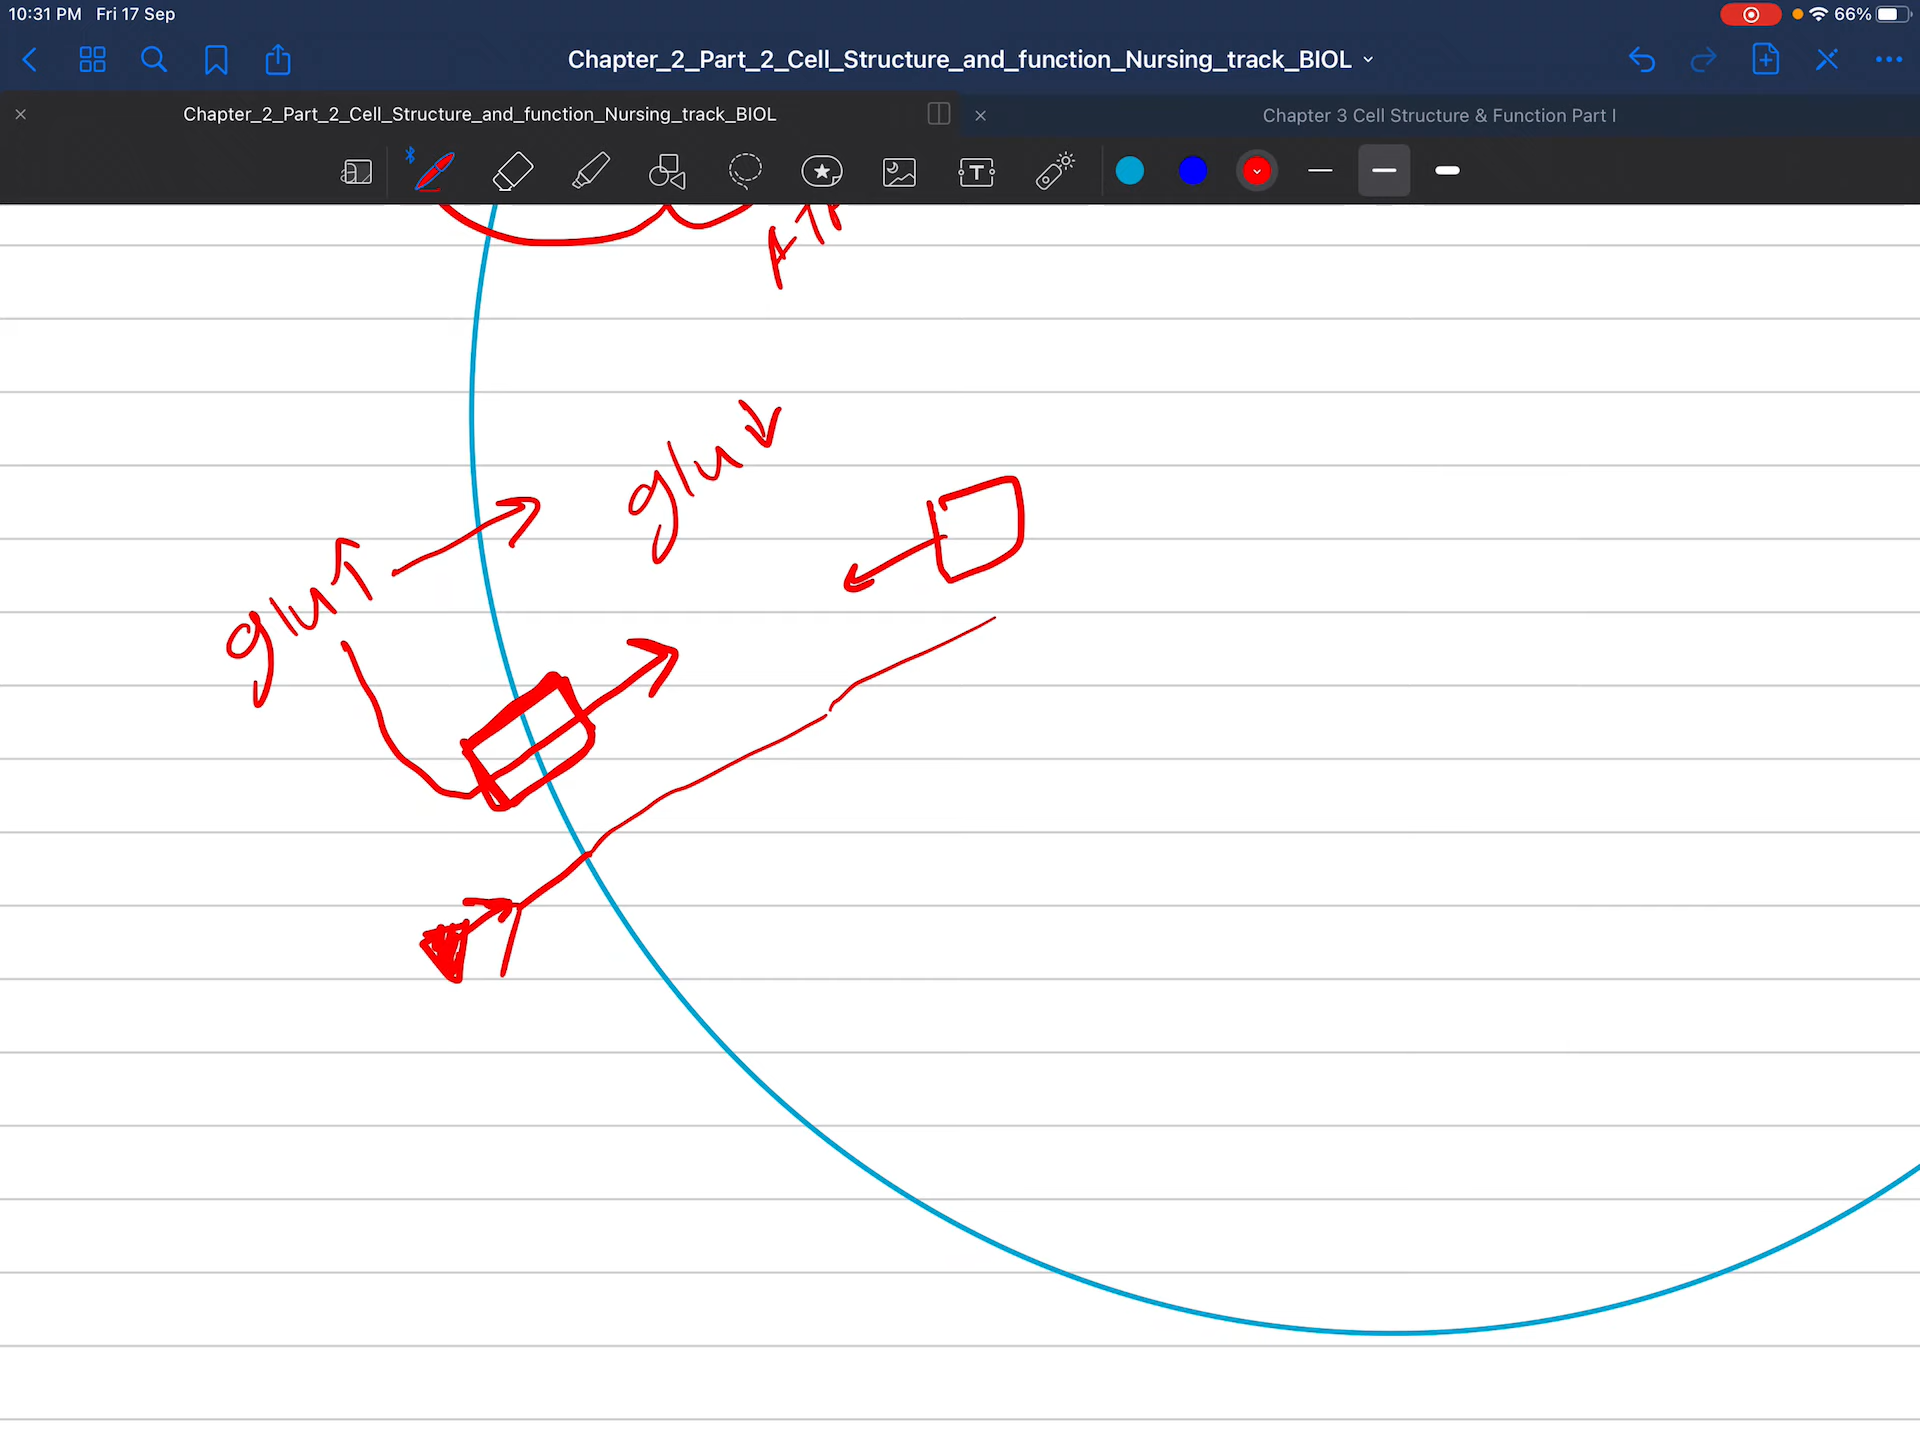 10:31 PM Fri 17 Sep 66%
Chapter_2_Part_2_Cell_Structure_and_function_Nursing_track_BIOL
Chapter_2_Part_2_Cell_Structure_and_function_Nursing_track_BIOL
Chapter 3 Cell Structure & Function Part I
glu↓
glu↑